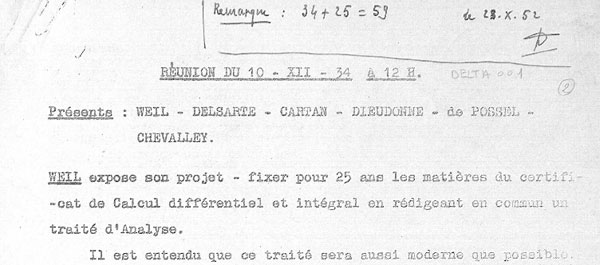 Remarque : 34 + 25 = 59
le 28.X.52
RÉUNION DU 10 - XII - 34 à 12 H.
DELTA 001
2
Présents : WEIL - DELSARTE - CARTAN - DIEUDONNE - de POSSEL -
CHEVALLEY.
WEIL expose son projet - fixer pour 25 ans les matières du certifi-
-cat de Calcul différentiel et intégral en rédigeant en commun un
traité d'Analyse.
Il est entendu que ce traité sera aussi moderne que possible.